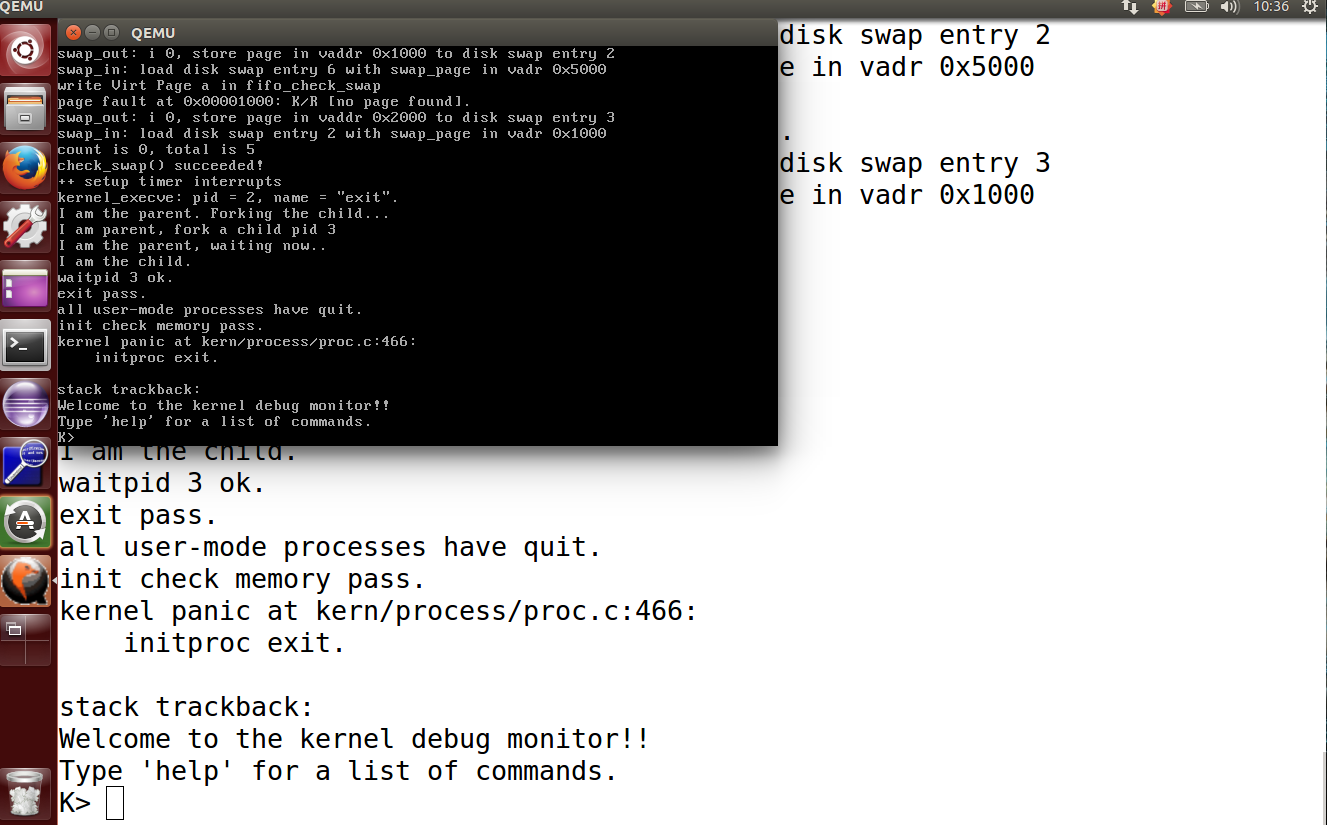 QEMU
10:36
QEMU
swap_out: i 0, store page in vaddr 0x1000 to disk swap entry 2
swap_in: load disk swap entry 6 with swap_page in vadr 0x5000
write Virt Page a in fifo_check_swap
page fault at 0x00001000: K/R [no page found].
swap_out: i 0, store page in vaddr 0x2000 to disk swap entry 3
swap_in: load disk swap entry 2 with swap_page in vadr 0x1000
count is 0, total is 5
check_swap() succeeded!
++ setup timer interrupts
kernel_execve: pid = 2, name = "exit".
I am the parent. Forking the child...
I am parent, fork a child pid 3
I am the parent, waiting now..
I am the child.
waitpid 3 ok.
exit pass.
all user-mode processes have quit.
init check memory pass.
kernel panic at kern/process/proc.c:466:
initproc exit.
stack trackback:
Welcome to the kernel debug monitor!!
Type 'help' for a list of commands.
K>
disk swap entry 2
e in vadr 0x5000
.
disk swap entry 3
e in vadr 0x1000
I am the child.
waitpid 3 ok.
exit pass.
all user-mode processes have quit.
init check memory pass.
kernel panic at kern/process/proc.c:466:
initproc exit.
stack trackback:
Welcome to the kernel debug monitor!!
Type 'help' for a list of commands.
K>